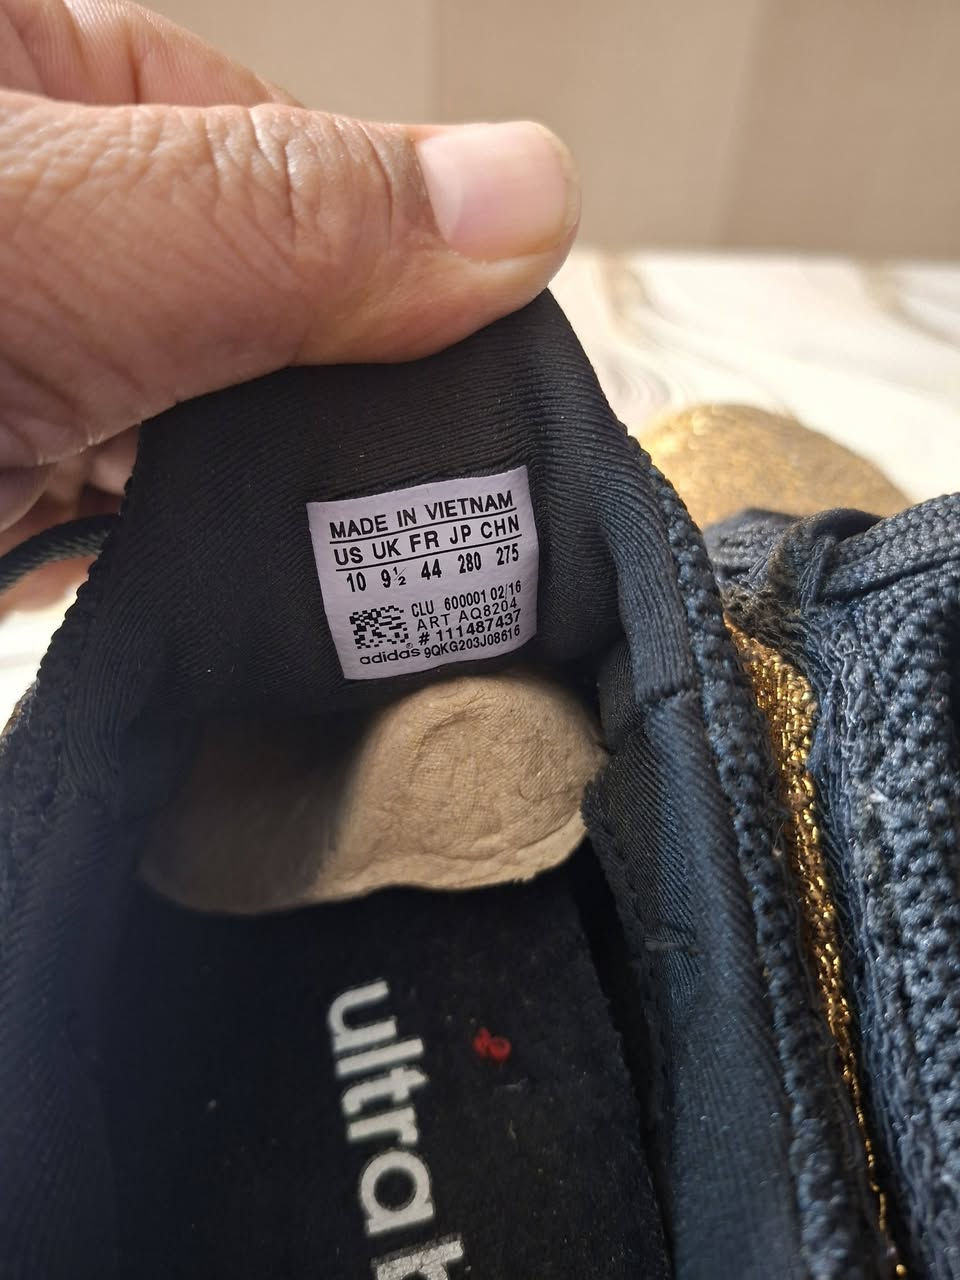 MADE IN VIETNAM
US UK FR JP CHN
10 9½ 44 280 275
CLU 600001 02/16
ART AQ8204
# 111487437
adidas® 9QKG203J08616
ultra b